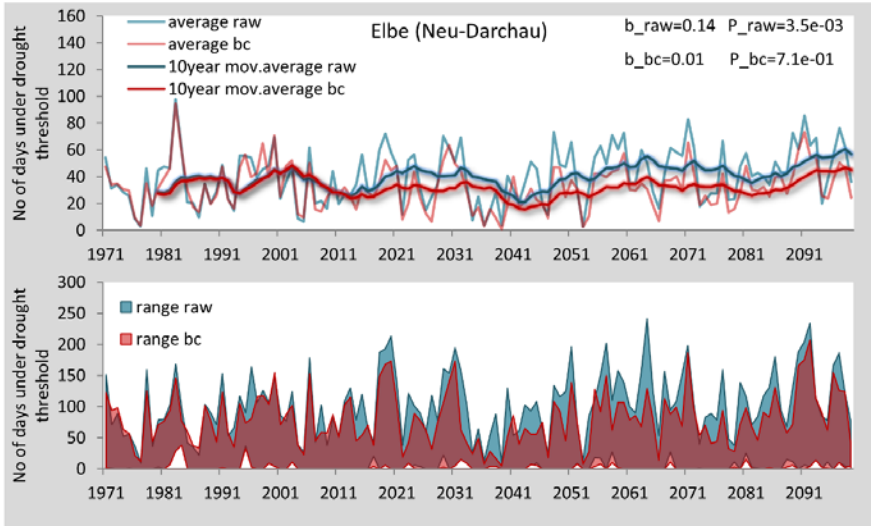 Elbe (Neu-Darchau)
b_raw=0.14 P_raw=3.5e-03
b_bc=0.01 P_bc=7.1e-01
average raw
average bc
10year mov.average raw
10year mov.average bc
No of days under drought
threshold
160
140
120
100
80
60
40
20
0
1971 1981 1991 2001 2011 2021 2031 2041 2051 2061 2071 2081 2091
range raw
range bc
No of days under drought
threshold
300
250
200
150
100
50
0
1971 1981 1991 2001 2011 2021 2031 2041 2051 2061 2071 2081 2091